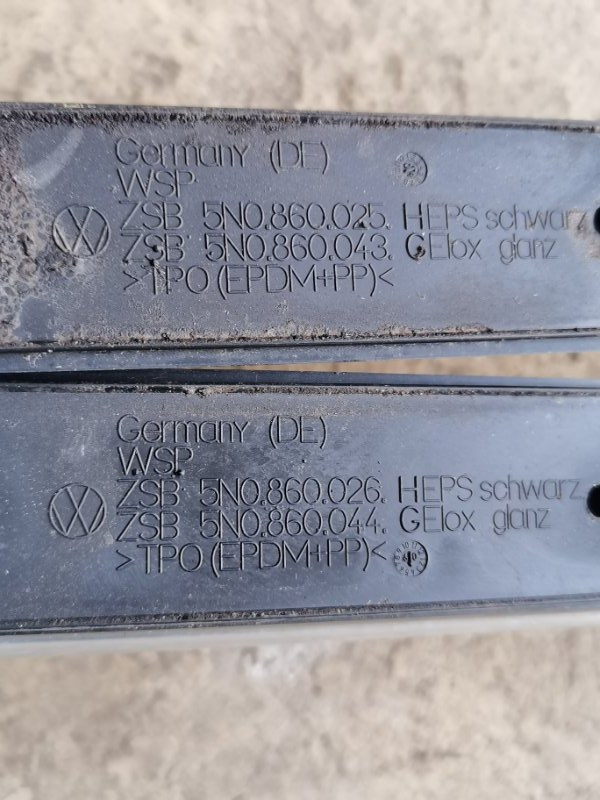 Germany (DE)
WSP
ZSB 5N0.860.025. HEPS schwarz
ZSB 5N0.860.043. GElox glanz
>TPO(EPDM+PP)<
Germany (DE)
WSP
ZSB 5N0.860.026. HEPS schwarz
ZSB 5N0.860.044. GElox glanz
>TPO(EPDM+PP)<